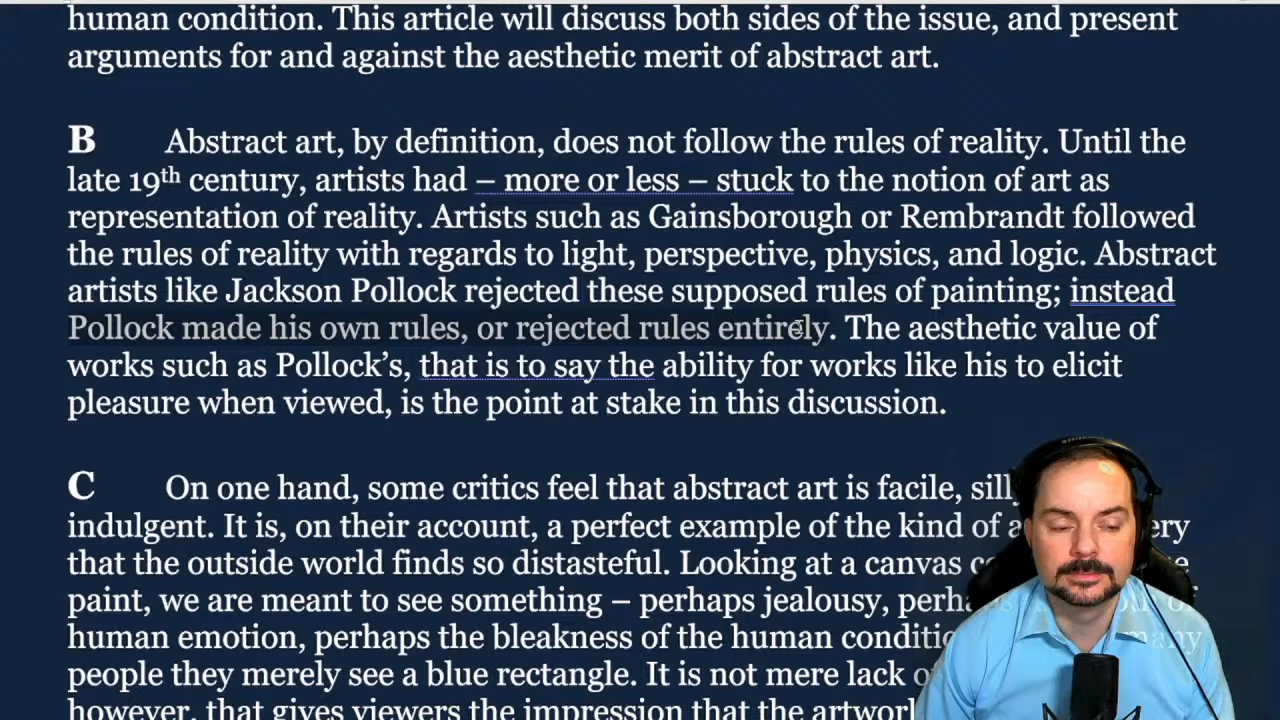 human condition. This article will discuss both sides of the issue, and present
arguments for and against the aesthetic merit of abstract art.
B Abstract art, by definition, does not follow the rules of reality. Until the
late 19th century, artists had – more or less – stuck to the notion of art as
representation of reality. Artists such as Gainsborough or Rembrandt followed
the rules of reality with regards to light, perspective, physics, and logic. Abstract
artists like Jackson Pollock rejected these supposed rules of painting; instead
Pollock made his own rules, or rejected rules entirely. The aesthetic value of
works such as Pollock’s, that is to say the ability for works like his to elicit
pleasure when viewed, is the point at stake in this discussion.
C On one hand, some critics feel that abstract art is facile,
indulgent. It is, on their account, a perfect example of the kind of
that the outside world finds so distasteful. Looking at a canvas
paint, we are meant to see something – perhaps jealousy,
human emotion, perhaps the bleakness of the human many
people they merely see a blue rectangle. It is not mere lack
however, that gives viewers the impression that the